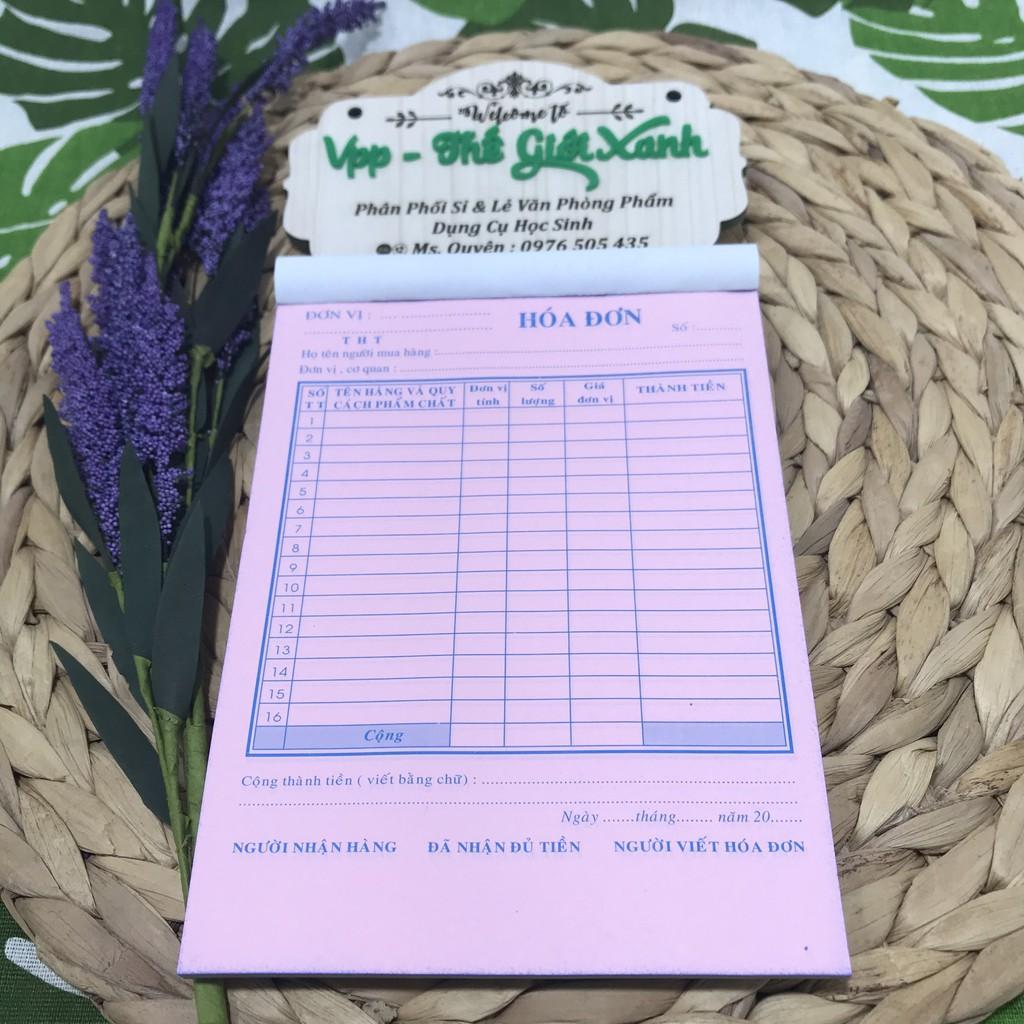 Welcome to
Vpp - Thế Giới Xanh
Phân Phối Sỉ & Lẻ Văn Phòng Phẩm
Dụng Cụ Học Sinh
Ms. Quyên : 0976 505 435
ĐƠN VỊ : .... ........................
HÓA ĐƠN
Số :...........
T H T
Họ tên người mua hàng :........................
Đơn vị , cơ quan : ........................
SỐ T T TÊN HÀNG VÀ QUY CÁCH PHẨM CHẤT Đơn vị tính Số lượng Giá đơn vị THÀNH TIỀN
1
2
3
4
5
6
7
8
9
10
11
12
13
14
15
16
Cộng
Cộng thành tiền ( viết bằng chữ) : ........................
Ngày .......tháng........ năm 20.......
NGƯỜI NHẬN HÀNG ĐÃ NHẬN ĐỦ TIỀN NGƯỜI VIẾT HÓA ĐƠN